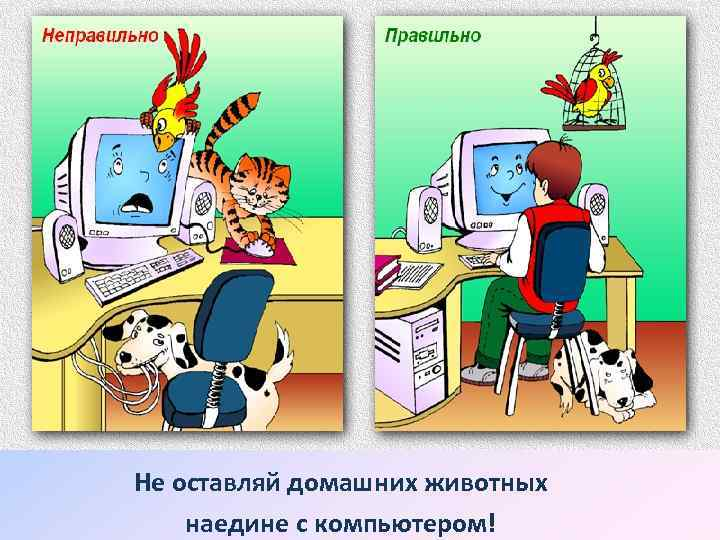 Неправильно
Правильно
Не оставляй домашних животных
наедине с компьютером!